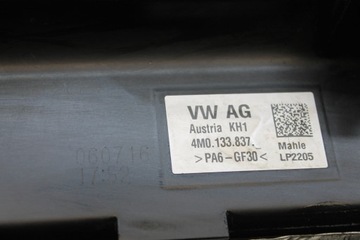 VW AG
Austria KH1
4M0.133.837._
>PA6-GF30<
Mahle
LP2205